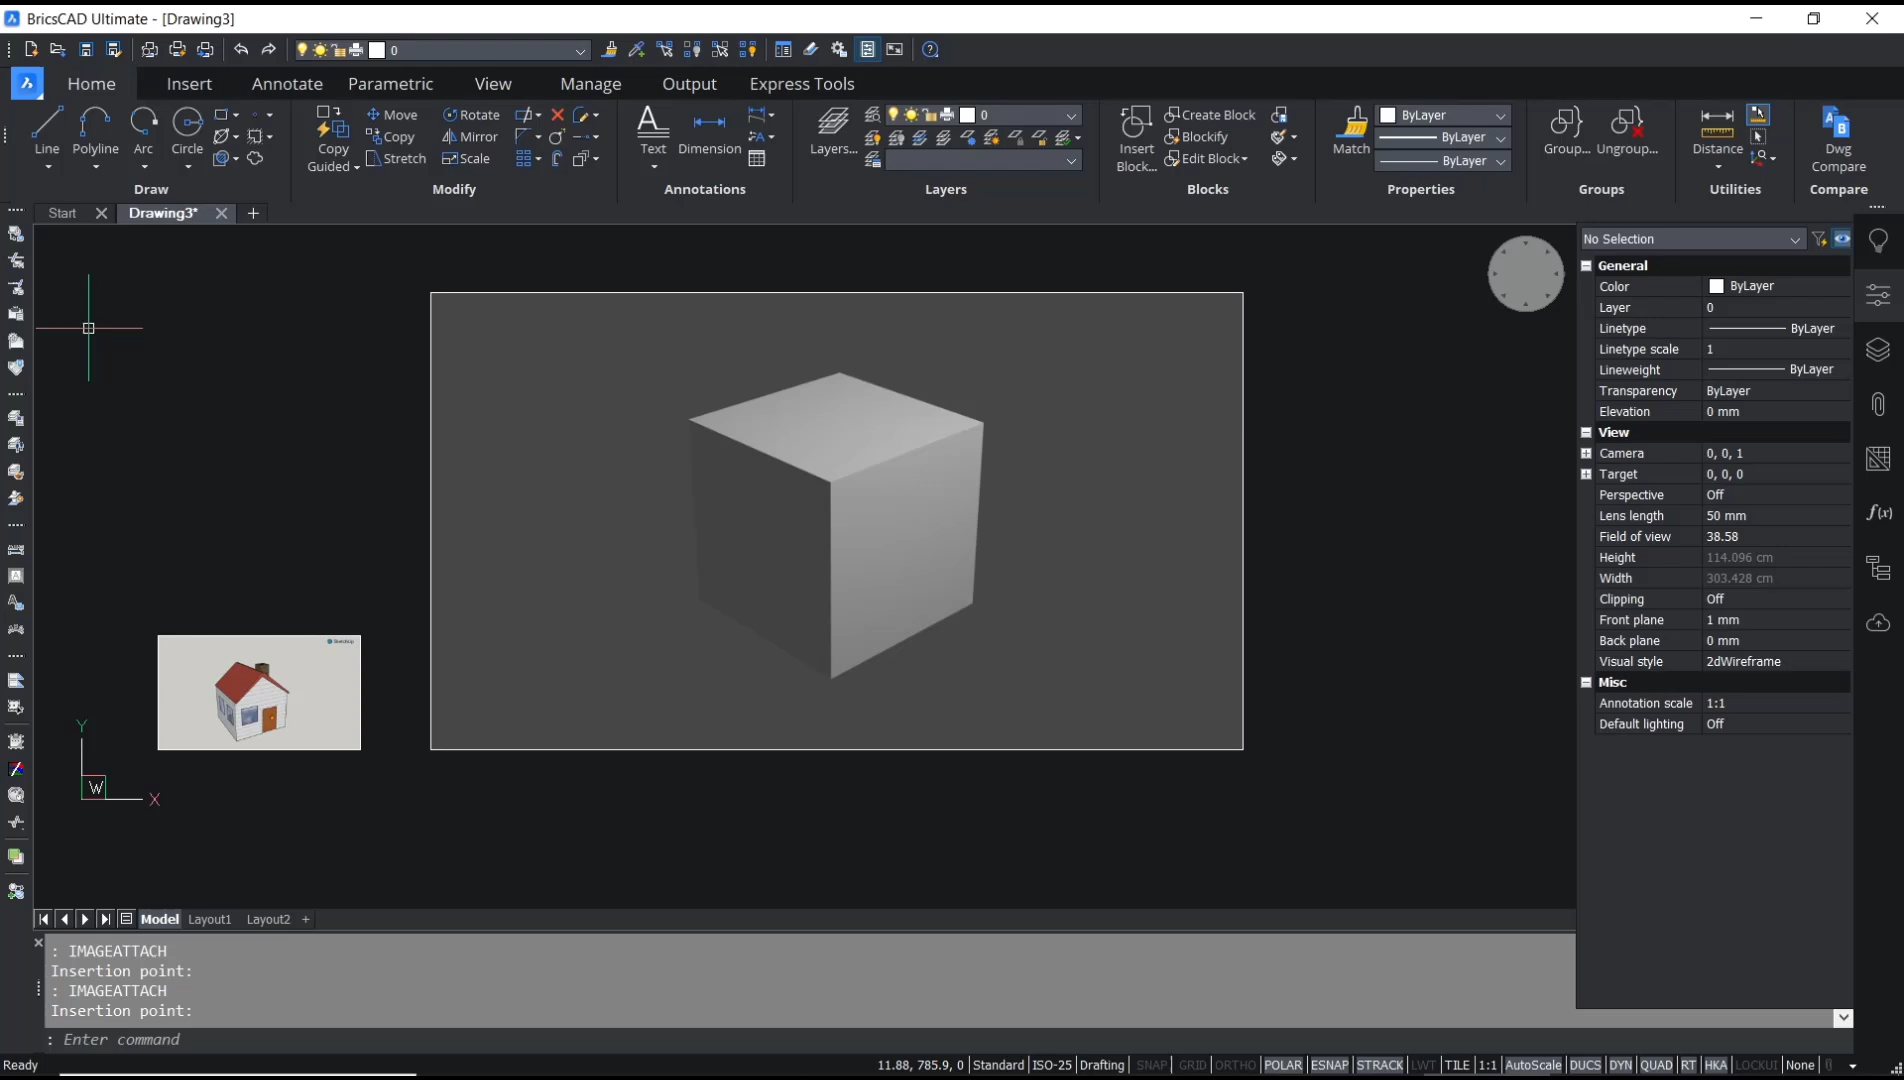 BricsCAD Ultimate - [Drawing3]
0
Home Insert Annotate Parametric View Manage Output Express Tools
Line Polyline Arc Circle
Draw
Copy Guided
Move
Copy
Stretch
Rotate
Mirror
Scale
Modify
Text Dimension
Annotations
Layers...
0
Layers
Insert Block...
Create Block
Blockify
Edit Block
Blocks
Match
ByLayer
ByLayer
ByLayer
Properties
Group... Ungroup...
Groups
Distance
Utilities
Dwg Compare
Compare
Start Drawing3*
No Selection
General
Color ByLayer
Layer 0
Linetype ByLayer
Linetype scale 1
Lineweight ByLayer
Transparency ByLayer
Elevation 0 mm
View
Camera 0, 0, 1
Target 0, 0, 0
Perspective Off
Lens length 50 mm
Field of view 38.58
Height 114.096 cm
Width 303.428 cm
Clipping Off
Front plane 1 mm
Back plane 0 mm
Visual style 2dWireframe
Misc
Annotation scale 1:1
Default lighting Off
f(x)
SketchUp
Y
W
X
Model Layout1 Layout2 +
: IMAGEATTACH
Insertion point:
: IMAGEATTACH
Insertion point:
: Enter command
Ready
11.88, 785.9, 0 Standard ISO-25 Drafting SNAP GRID ORTHO POLAR ESNAP STRACK LWT TILE 1:1 AutoScale DUCS DYN QUAD RT HKA LOCKUI None